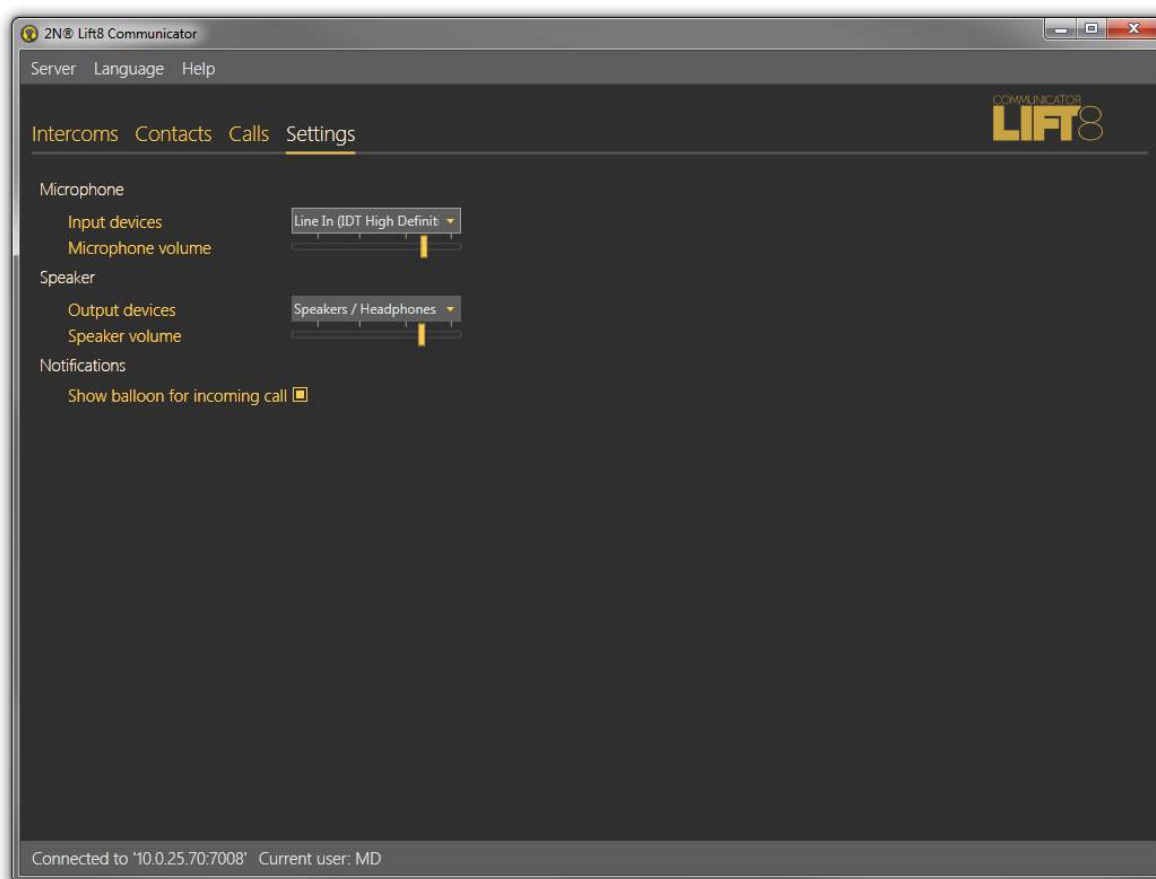 2N® Lift8 Communicator
Server Language Help
COMMUNICATOR
LIFT8
Intercoms Contacts Calls Settings
Microphone
Input devices Line In (IDT High Definiti
Microphone volume
Speaker
Output devices Speakers / Headphones
Speaker volume
Notifications
Show balloon for incoming call
Connected to '10.0.25.70:7008' Current user: MD